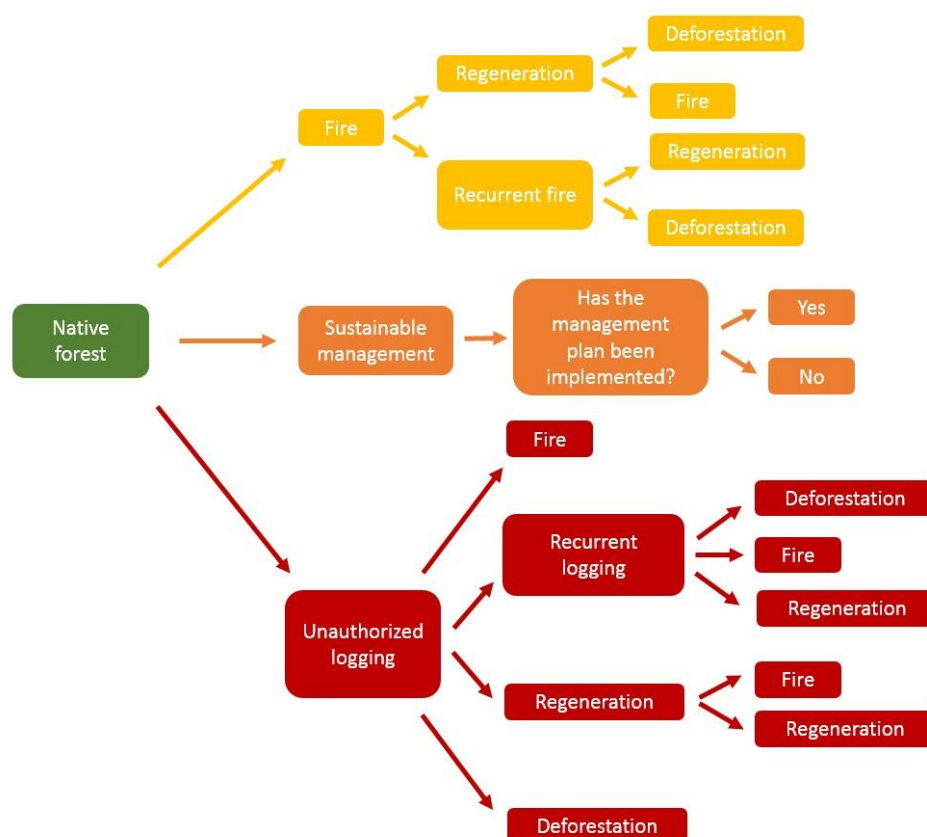 Deforestation
Regeneration
Fire
Fire
Regeneration
Recurrent fire
Deforestation
Native
forest
Sustainable
management
Has the
management
plan been
implemented?
Yes
No
Fire
Deforestation
Recurrent
logging
Fire
Regeneration
Unauthorized
logging
Fire
Regeneration
Regeneration
Deforestation